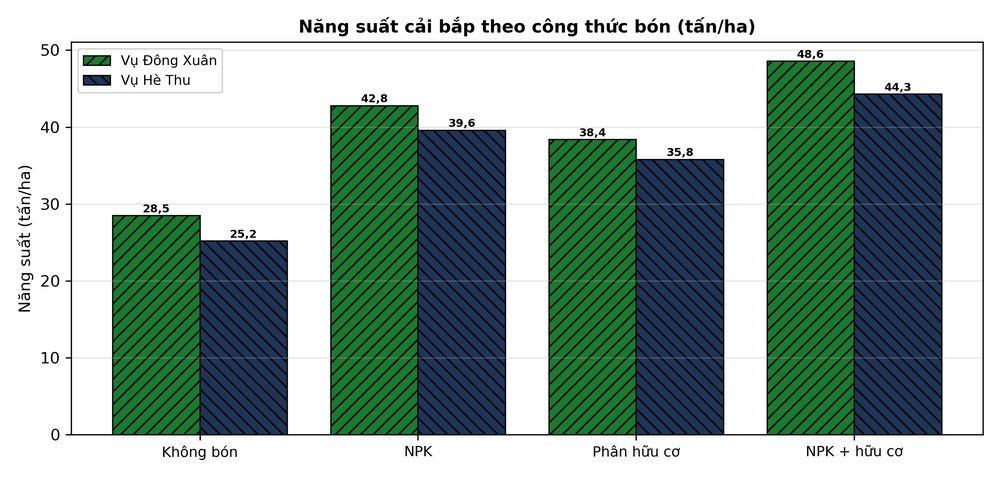 Năng suất cải bắp theo công thức bón (tấn/ha)
Vụ Đông Xuân
Vụ Hè Thu
Năng suất (tấn/ha)
50
40
30
20
10
0
28,5
25,2
42,8
39,6
38,4
35,8
48,6
44,3
Không bón
NPK
Phân hữu cơ
NPK + hữu cơ